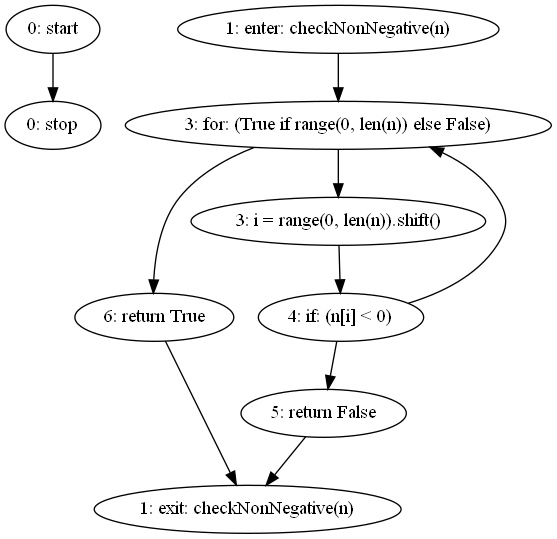 0: start
1: enter: checkNonNegative(n)
0: stop
3: for: (True if range(0, len(n)) else False)
3: i = range(0, len(n)).shift()
6: return True
4: if: (n[i] < 0)
5: return False
1: exit: checkNonNegative(n)